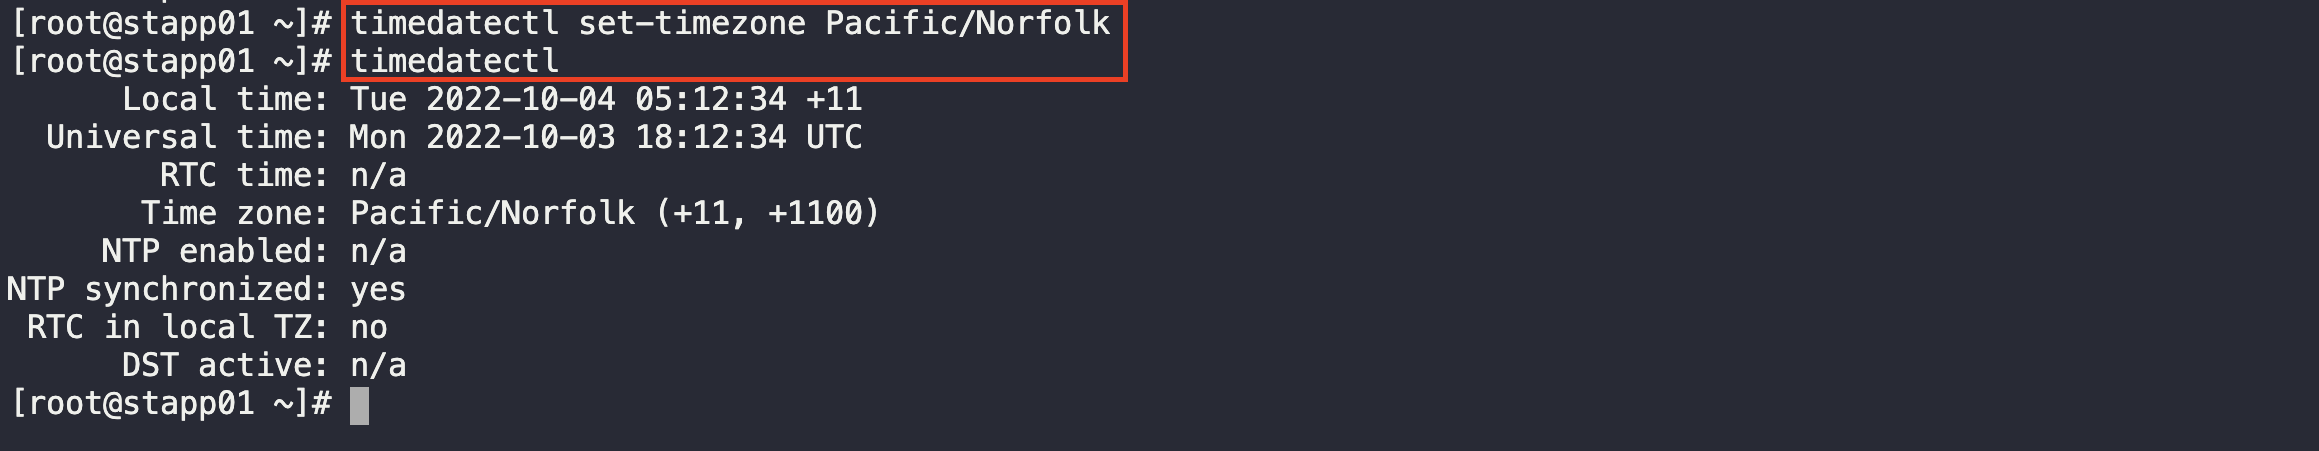 [root@stapp01 ~]# timedatectl set-timezone Pacific/Norfolk
[root@stapp01 ~]# timedatectl
Local time: Tue 2022-10-04 05:12:34 +11
Universal time: Mon 2022-10-03 18:12:34 UTC
RTC time: n/a
Time zone: Pacific/Norfolk (+11, +1100)
NTP enabled: n/a
NTP synchronized: yes
RTC in local TZ: no
DST active: n/a
[root@stapp01 ~]#